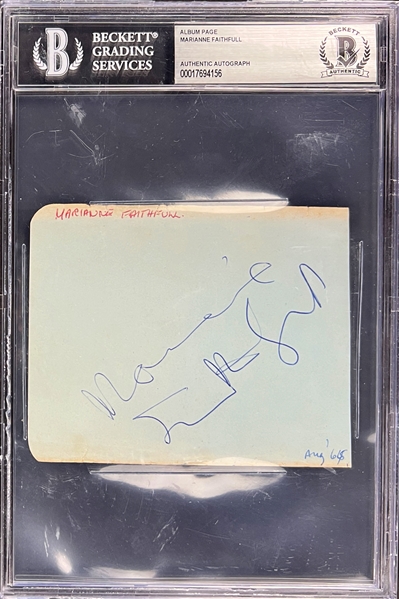 BECKETT®
GRADING
SERVICES
ALBUM PAGE
MARIANNE FAITHFULL
AUTHENTIC AUTOGRAPH
00017694156
BECKETT
AUTHENTIC
MARIANNE FAITHFULL.
Marianne
Faithfull
Aug '65